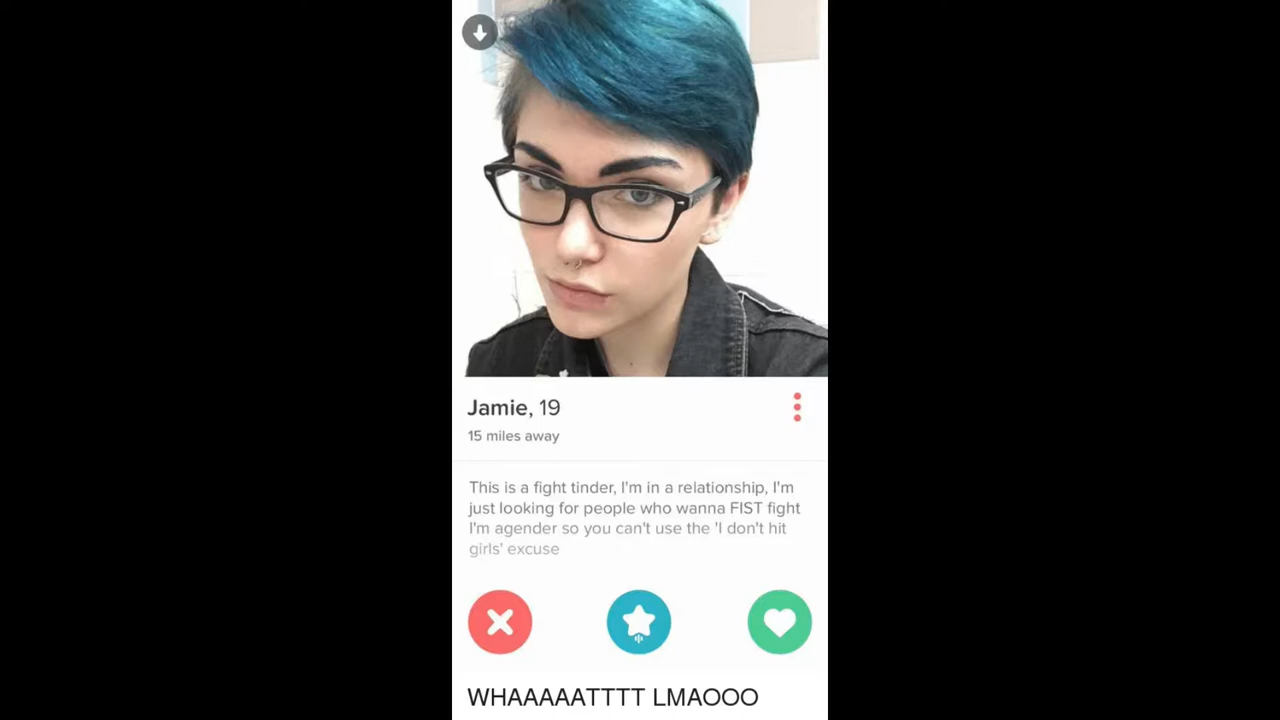 Jamie, 19
15 miles away
This is a fight tinder, I'm in a relationship, I'm
just looking for people who wanna FIST fight
I'm agender so you can't use the 'I don't hit
girls' excuse
WHAAAAATTTT LMAOOO